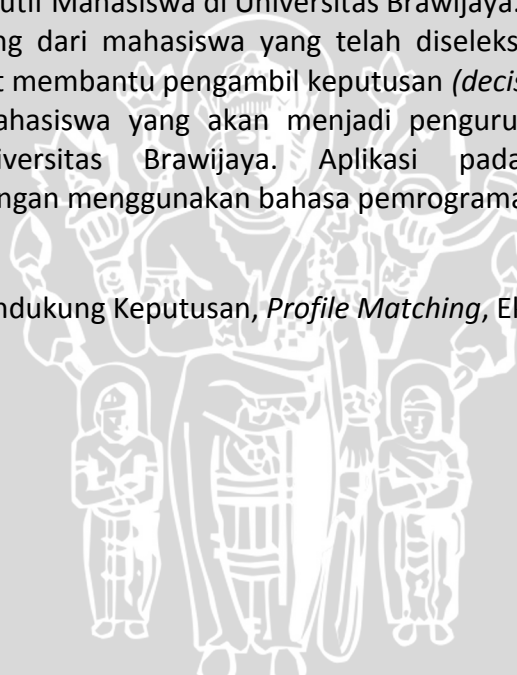 utif Mahasiswa di Universitas Brawijaya.
ng dari mahasiswa yang telah diseleks
t membantu pengambil keputusan (decis
ahasiswa yang akan menjadi penguru
iversitas Brawijaya. Aplikasi pada
ngan menggunakan bahasa pemrograma
ndukung Keputusan, Profile Matching, El